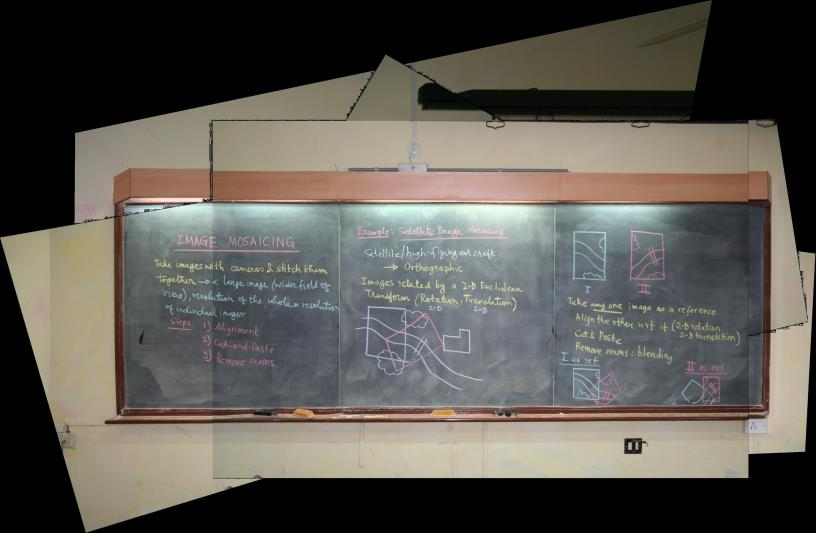 IMAGE MOSAICING
Take images with cameras & stitch them
together → a large image (wider field of
view), resolution of the whole = resolution
of individual images
Steps 1) Alignment
2) Cut-and-Paste
3) Remove seams
Example: Satellite Image Mosaicing
Satellite/high-flying aircraft
→ Orthographic
Images related by a 2-D Euclidean
Transform (Rotation, Translation)
2-D 2-D
I II
Take any one image as a reference
Align the other wrt it (2-D rotation
2-D translation)
Cut & Paste
Remove seams: blending
I as ref
II as ref